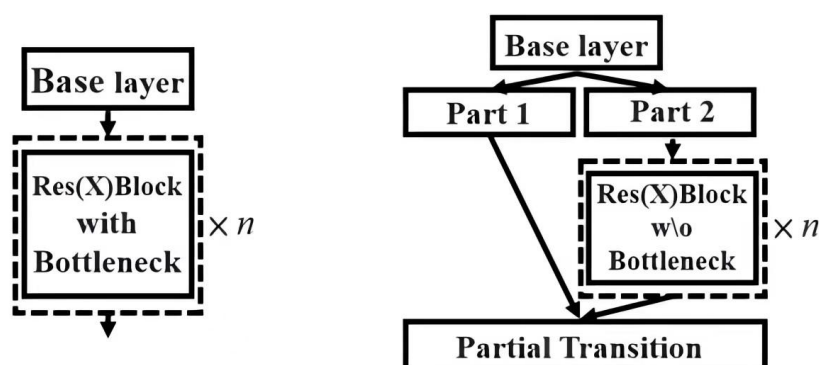 Base layer
Res(X)Block
with
Bottleneck
× n
Base layer
Part 1
Part 2
Res(X)Block
w\o
Bottleneck
× n
Partial Transition